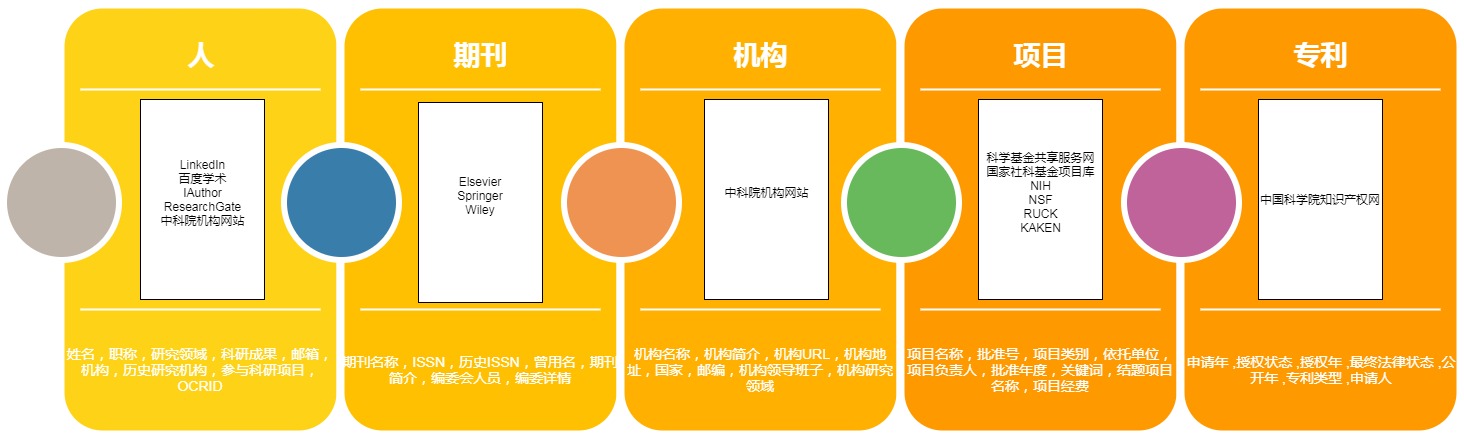 人
期刊
机构
项目
专利
LinkedIn
百度学术
IAuthor
ResearchGate
中科院机构网站
Elsevier
Springer
Wiley
中科院机构网站
科学基金共享服务网
国家社科基金项目库
NIH
NSF
RUCK
KAKEN
中国科学院知识产权网
姓名，职称，研究领域，科研成果，邮箱，
机构，历史研究机构，参与科研项目，
OCRID
期刊名称，ISSN，历史ISSN，曾用名，期刊
简介，编委会人员，编委详情
机构名称，机构简介，机构URL，机构地
址，国家，邮编，机构领导班子，机构研究
领域
项目名称，批准号，项目类别，依托单位，
项目负责人，批准年度，关键词，结题项目
名称，项目经费
申请年 ,授权状态 ,授权年 ,最终法律状态 ,公
开年 ,专利类型 ,申请人